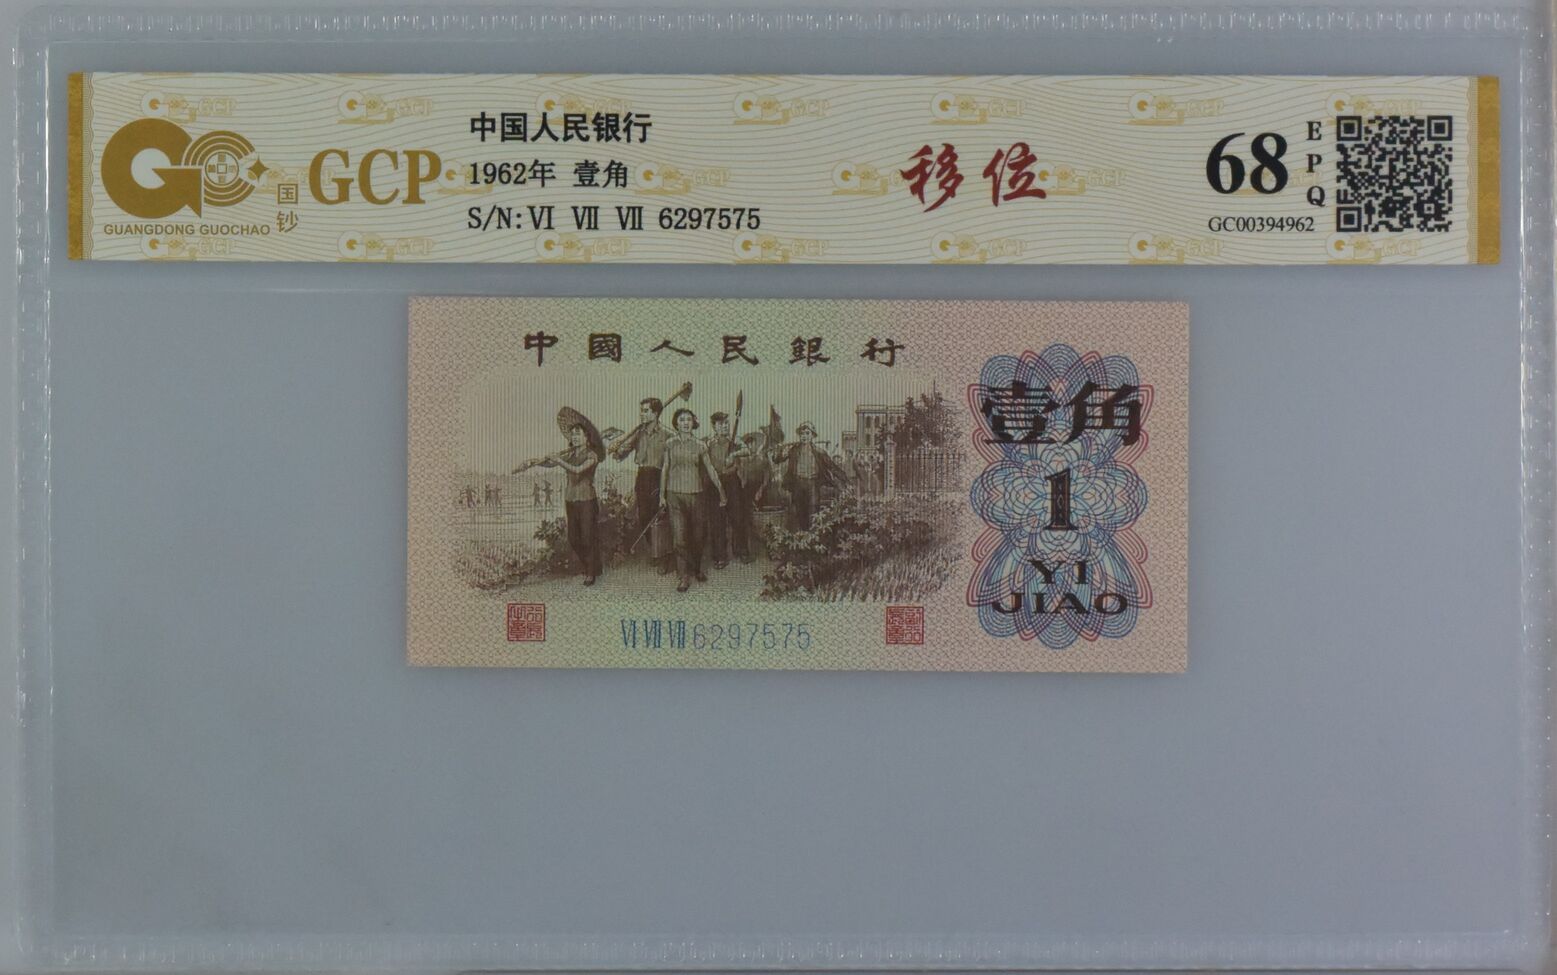 中国人民银行
1962年 壹角
S/N: Ⅵ Ⅶ Ⅶ 6297575
GCP
国钞
GUANGDONG GUOCHAO
移位
68
EPQ
GC00394962
中國人民銀行
壹角
1
YI
JIAO
Ⅵ Ⅶ Ⅶ 6297575